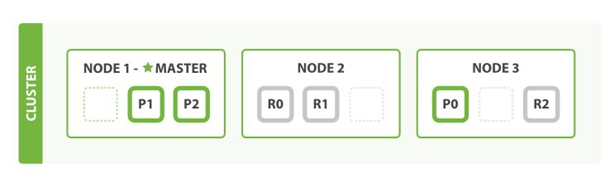 CLUSTER
NODE 1 - ★ MASTER
P1 P2
NODE 2
R0 R1
NODE 3
P0 R2